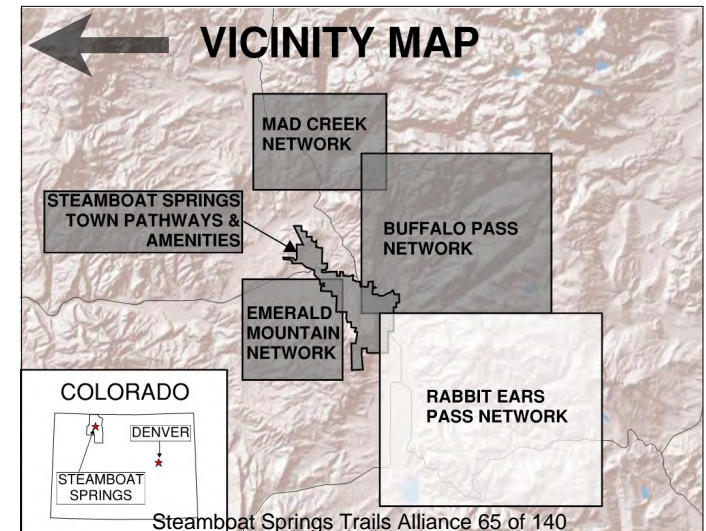 VICINITY MAP
MAD CREEK
NETWORK
STEAMBOAT SPRINGS
TOWN PATHWAYS &
AMENITIES
BUFFALO PASS
NETWORK
EMERALD
MOUNTAIN
NETWORK
RABBIT EARS
PASS NETWORK
COLORADO
DENVER
STEAMBOAT
SPRINGS
Steamboat Springs Trails Alliance 65 of 140